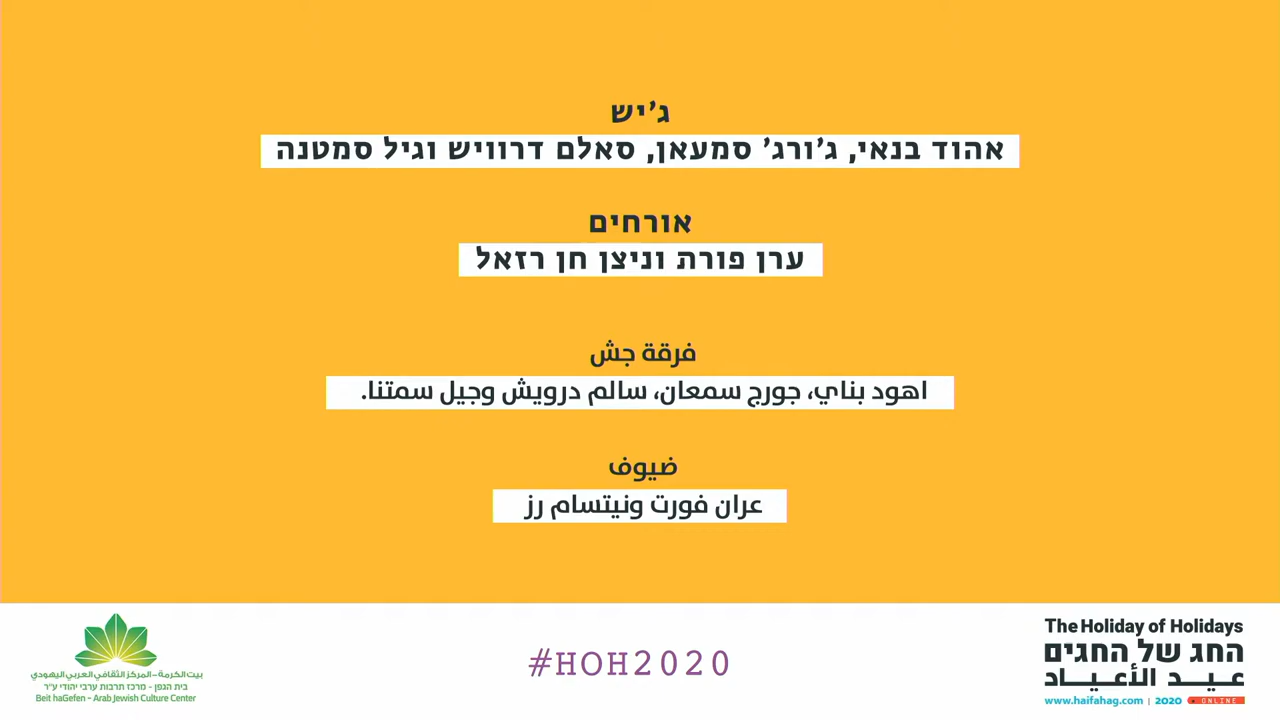 ג'יש
אהוד בנאי, ג'ורג' סמעאן, סאלם דרוויש וגיל סמטנה
אורחים
ערן פורת וניצן חן רזאל
فرقة جش
اهود بناي، جورج سمعان، سالم درويش وجيل سمتنا.
ضيوف
عران فورت ونيتسام رز
بيت الكرمة - المركز الثقافي العربي اليهودي
בית הגפן - מרכז תרבות ערבי יהודי ע"ר
Beit haGefen - Arab Jewish Culture Center
#HOH2020
The Holiday of Holidays
החג של החגים
عيد الأعياد
www.haifahag.com | 2020 ONLINE